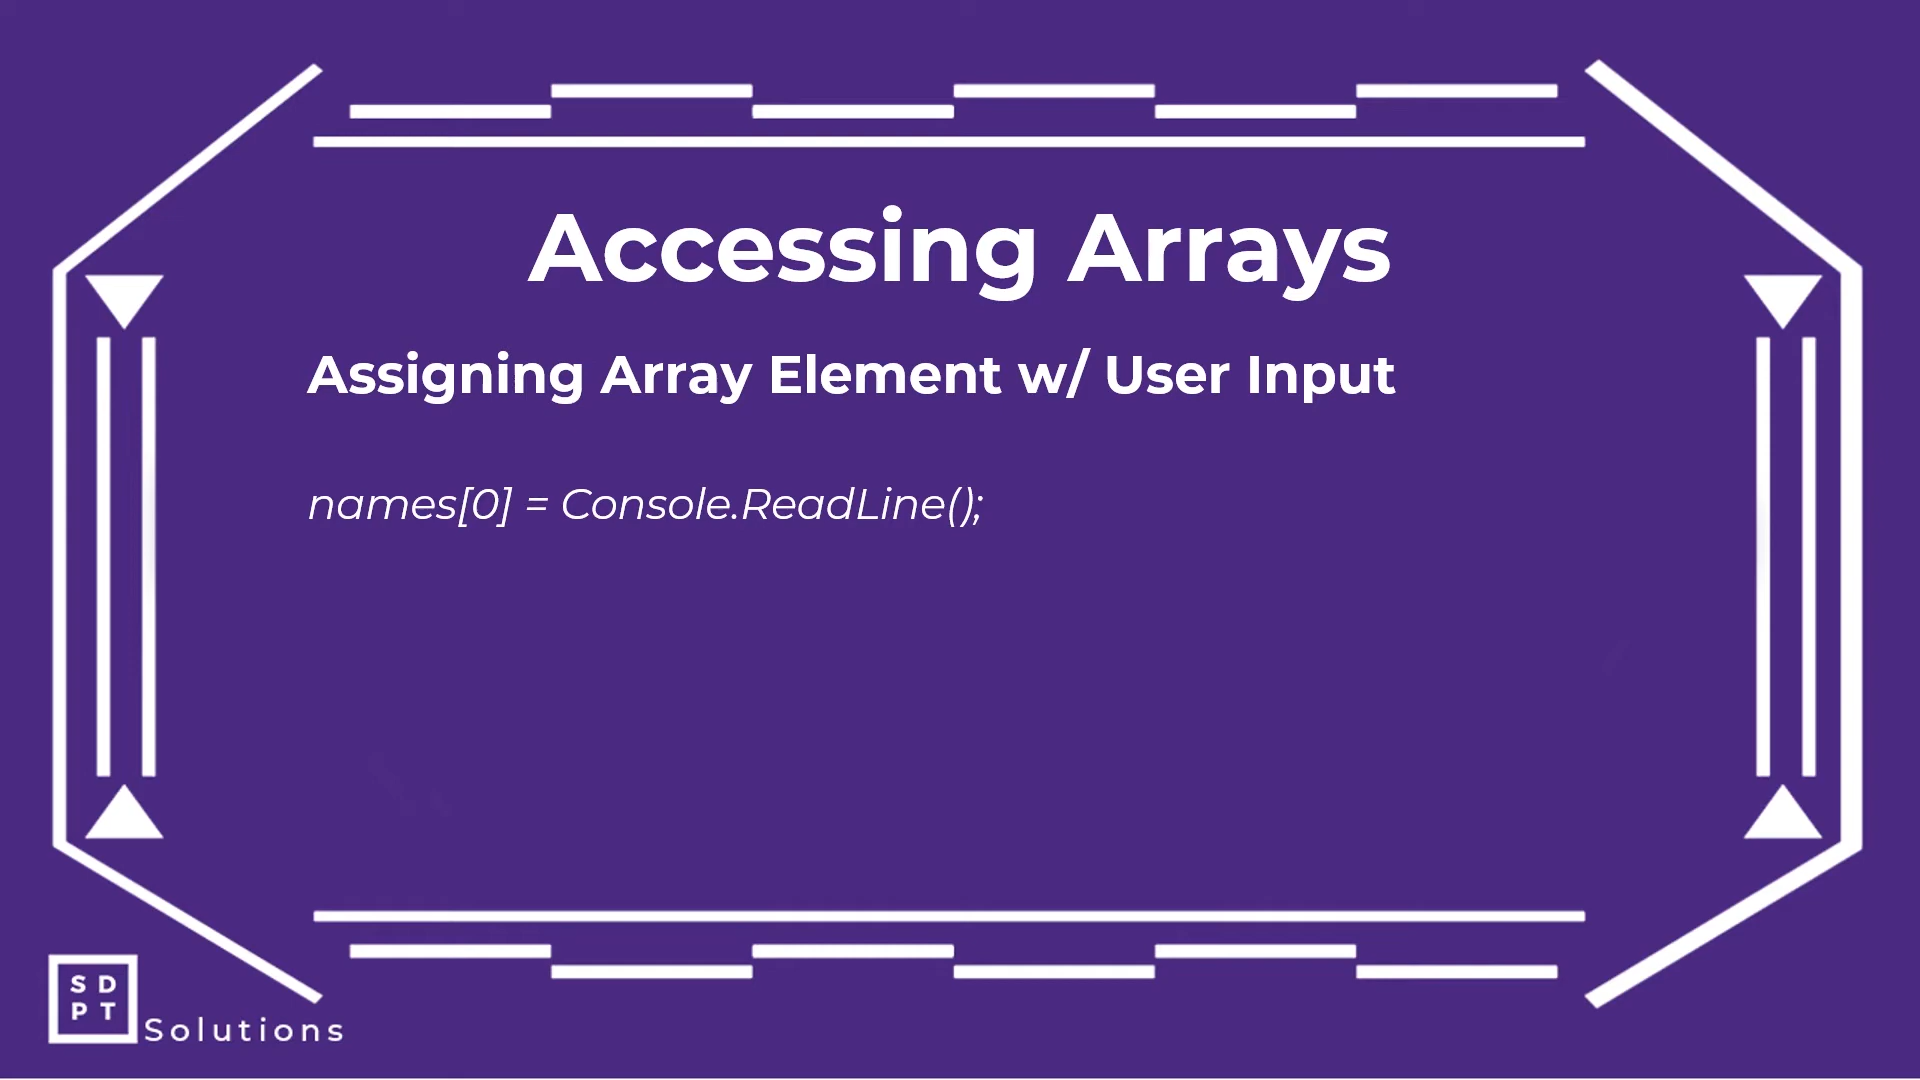 Accessing Arrays
Assigning Array Element w/ User Input
names[0] = Console.ReadLine();
S D
P T
Solutions